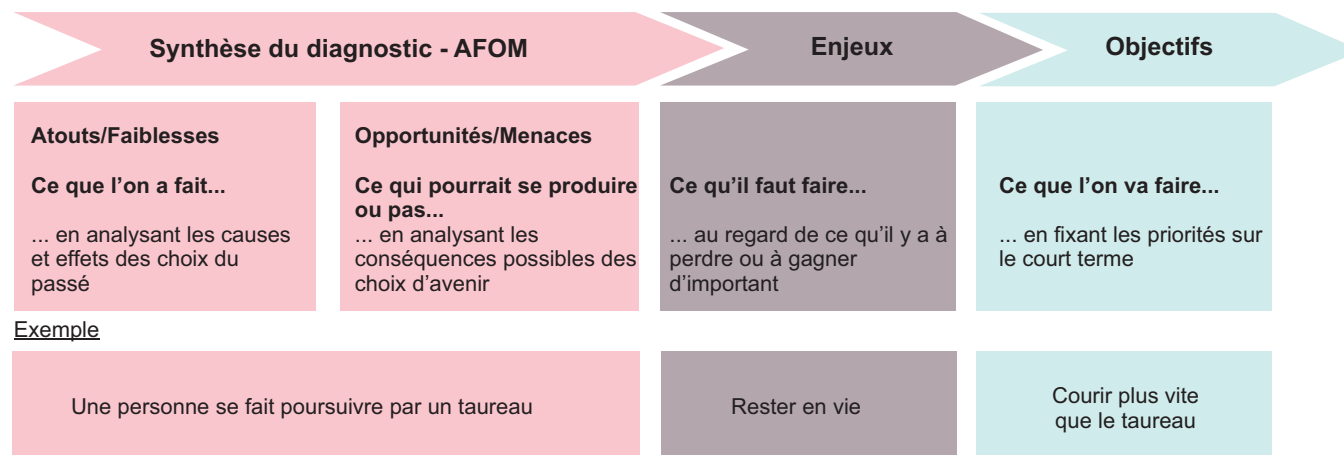 Synthèse du diagnostic - AFOM
Enjeux
Objectifs
Atouts/Faiblesses
Ce que l’on a fait...
... en analysant les causes
et effets des choix du
passé
Opportunités/Menaces
Ce qui pourrait se produire
ou pas...
... en analysant les
conséquences possibles des
choix d’avenir
Ce qu’il faut faire...
... au regard de ce qu’il y a à
perdre ou à gagner
d’important
Ce que l’on va faire...
... en fixant les priorités sur
le court terme
Exemple
Une personne se fait poursuivre par un taureau
Rester en vie
Courir plus vite
que le taureau